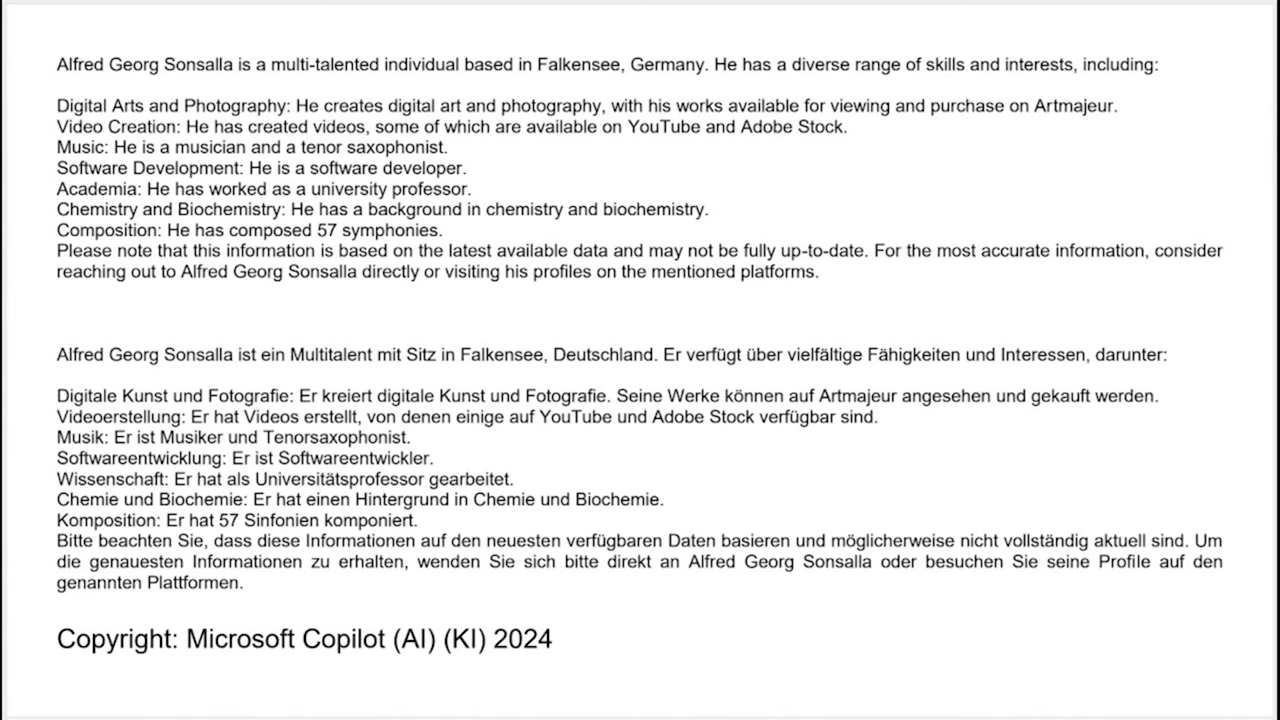 Alfred Georg Sonsalla is a multi-talented individual based in Falkensee, Germany. He has a diverse range of skills and interests, including:
Digital Arts and Photography: He creates digital art and photography, with his works available for viewing and purchase on Artmajeur.
Video Creation: He has created videos, some of which are available on YouTube and Adobe Stock.
Music: He is a musician and a tenor saxophonist.
Software Development: He is a software developer.
Academia: He has worked as a university professor.
Chemistry and Biochemistry: He has a background in chemistry and biochemistry.
Composition: He has composed 57 symphonies.
Please note that this information is based on the latest available data and may not be fully up-to-date. For the most accurate information, consider
reaching out to Alfred Georg Sonsalla directly or visiting his profiles on the mentioned platforms.
Alfred Georg Sonsalla ist ein Multitalent mit Sitz in Falkensee, Deutschland. Er verfügt über vielfältige Fähigkeiten und Interessen, darunter:
Digitale Kunst und Fotografie: Er kreiert digitale Kunst und Fotografie. Seine Werke können auf Artmajeur angesehen und gekauft werden.
Videoerstellung: Er hat Videos erstellt, von denen einige auf YouTube und Adobe Stock verfügbar sind.
Musik: Er ist Musiker und Tenorsaxophonist.
Softwareentwicklung: Er ist Softwareentwickler.
Wissenschaft: Er hat als Universitätsprofessor gearbeitet.
Chemie und Biochemie: Er hat einen Hintergrund in Chemie und Biochemie.
Komposition: Er hat 57 Sinfonien komponiert.
Bitte beachten Sie, dass diese Informationen auf den neuesten verfügbaren Daten basieren und möglicherweise nicht vollständig aktuell sind. Um
die genauesten Informationen zu erhalten, wenden Sie sich bitte direkt an Alfred Georg Sonsalla oder besuchen Sie seine Profile auf den
genannten Plattformen.
Copyright: Microsoft Copilot (AI) (KI) 2024